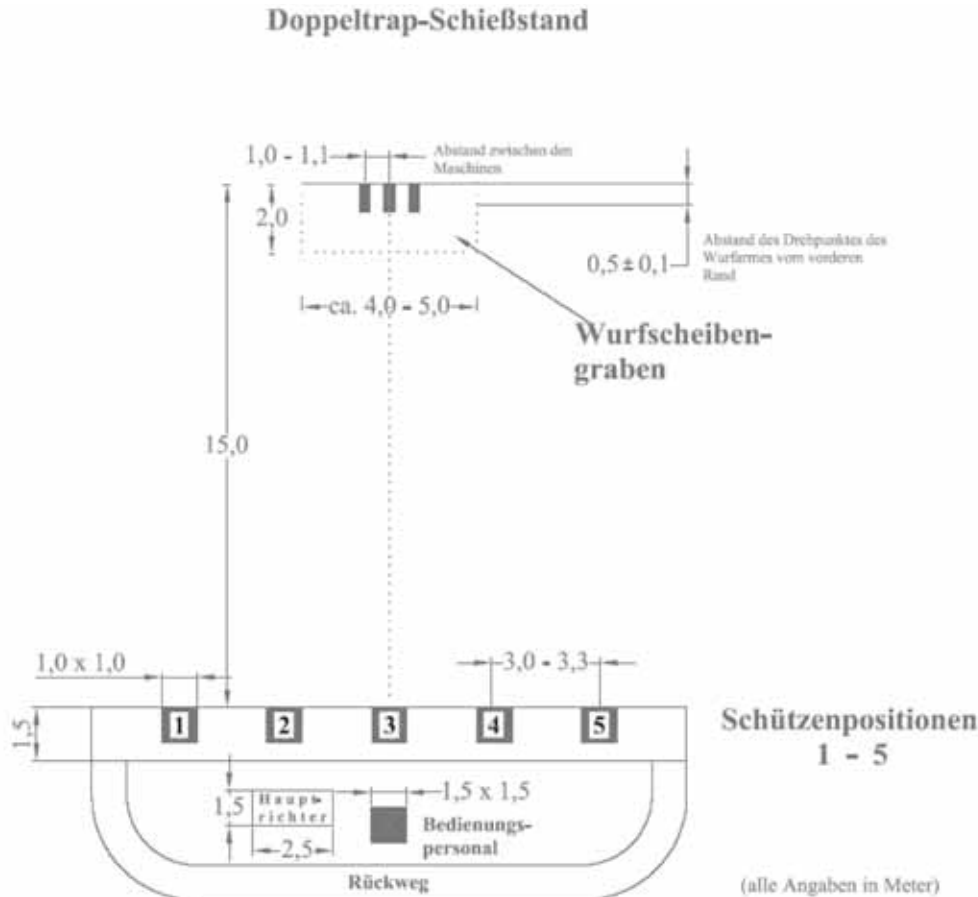 Doppeltrap-Schießstand
1,0 - 1,1
Abstand zwischen den
Maschinen
2,0
0,5 ± 0,1
Abstand des Drehpunktes des
Wurfarmes vom vorderen
Rand
ca. 4,0 - 5,0
Wurfscheiben-
graben
15,0
1,0 x 1,0
3,0 - 3,3
1,5
1
2
3
4
5
Schützenpositionen
1 - 5
1,5
Haupt-
richter
2,5
1,5 x 1,5
Bedienungs-
personal
Rückweg
(alle Angaben in Meter)